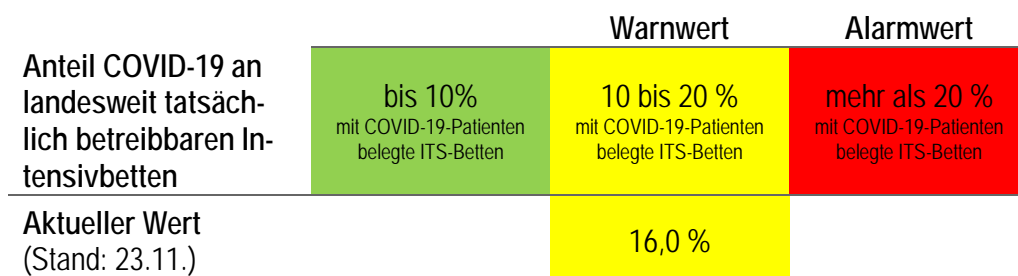 Warnwert
Alarmwert
Anteil COVID-19 an
landesweit tatsäch-
lich betreibbaren In-
tensivbetten
bis 10%
mit COVID-19-Patienten
belegte ITS-Betten
10 bis 20 %
mit COVID-19-Patienten
belegte ITS-Betten
mehr als 20 %
mit COVID-19-Patienten
belegte ITS-Betten
Aktueller Wert
(Stand: 23.11.)
16,0 %